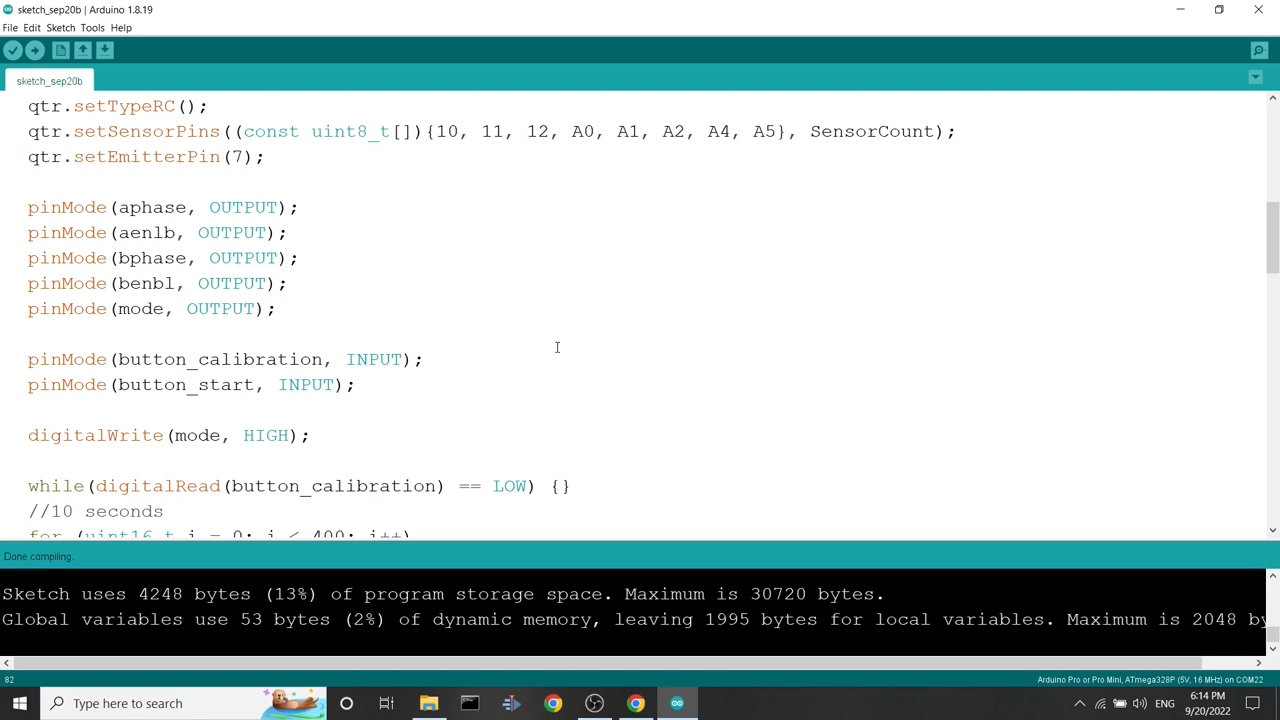 sketch_sep20b | Arduino 1.8.19
File Edit Sketch Tools Help
sketch_sep20b
qtr.setTypeRC();
qtr.setSensorPins((const uint8_t[]){10, 11, 12, A0, A1, A2, A4, A5}, SensorCount);
qtr.setEmitterPin(7);
pinMode(aphase, OUTPUT);
pinMode(aenlb, OUTPUT);
pinMode(bphase, OUTPUT);
pinMode(benbl, OUTPUT);
pinMode(mode, OUTPUT);
pinMode(button_calibration, INPUT);
pinMode(button_start, INPUT);
digitalWrite(mode, HIGH);
while(digitalRead(button_calibration) == LOW) {}
//10 seconds
for (uint16_t i = 0; i < 400; i++)
Done compiling.
Sketch uses 4248 bytes (13%) of program storage space. Maximum is 30720 bytes.
Global variables use 53 bytes (2%) of dynamic memory, leaving 1995 bytes for local variables. Maximum is 2048 by
82
Arduino Pro or Pro Mini, ATmega328P (5V, 16 MHz) on COM22
Type here to search
ENG
6:14 PM
9/20/2022